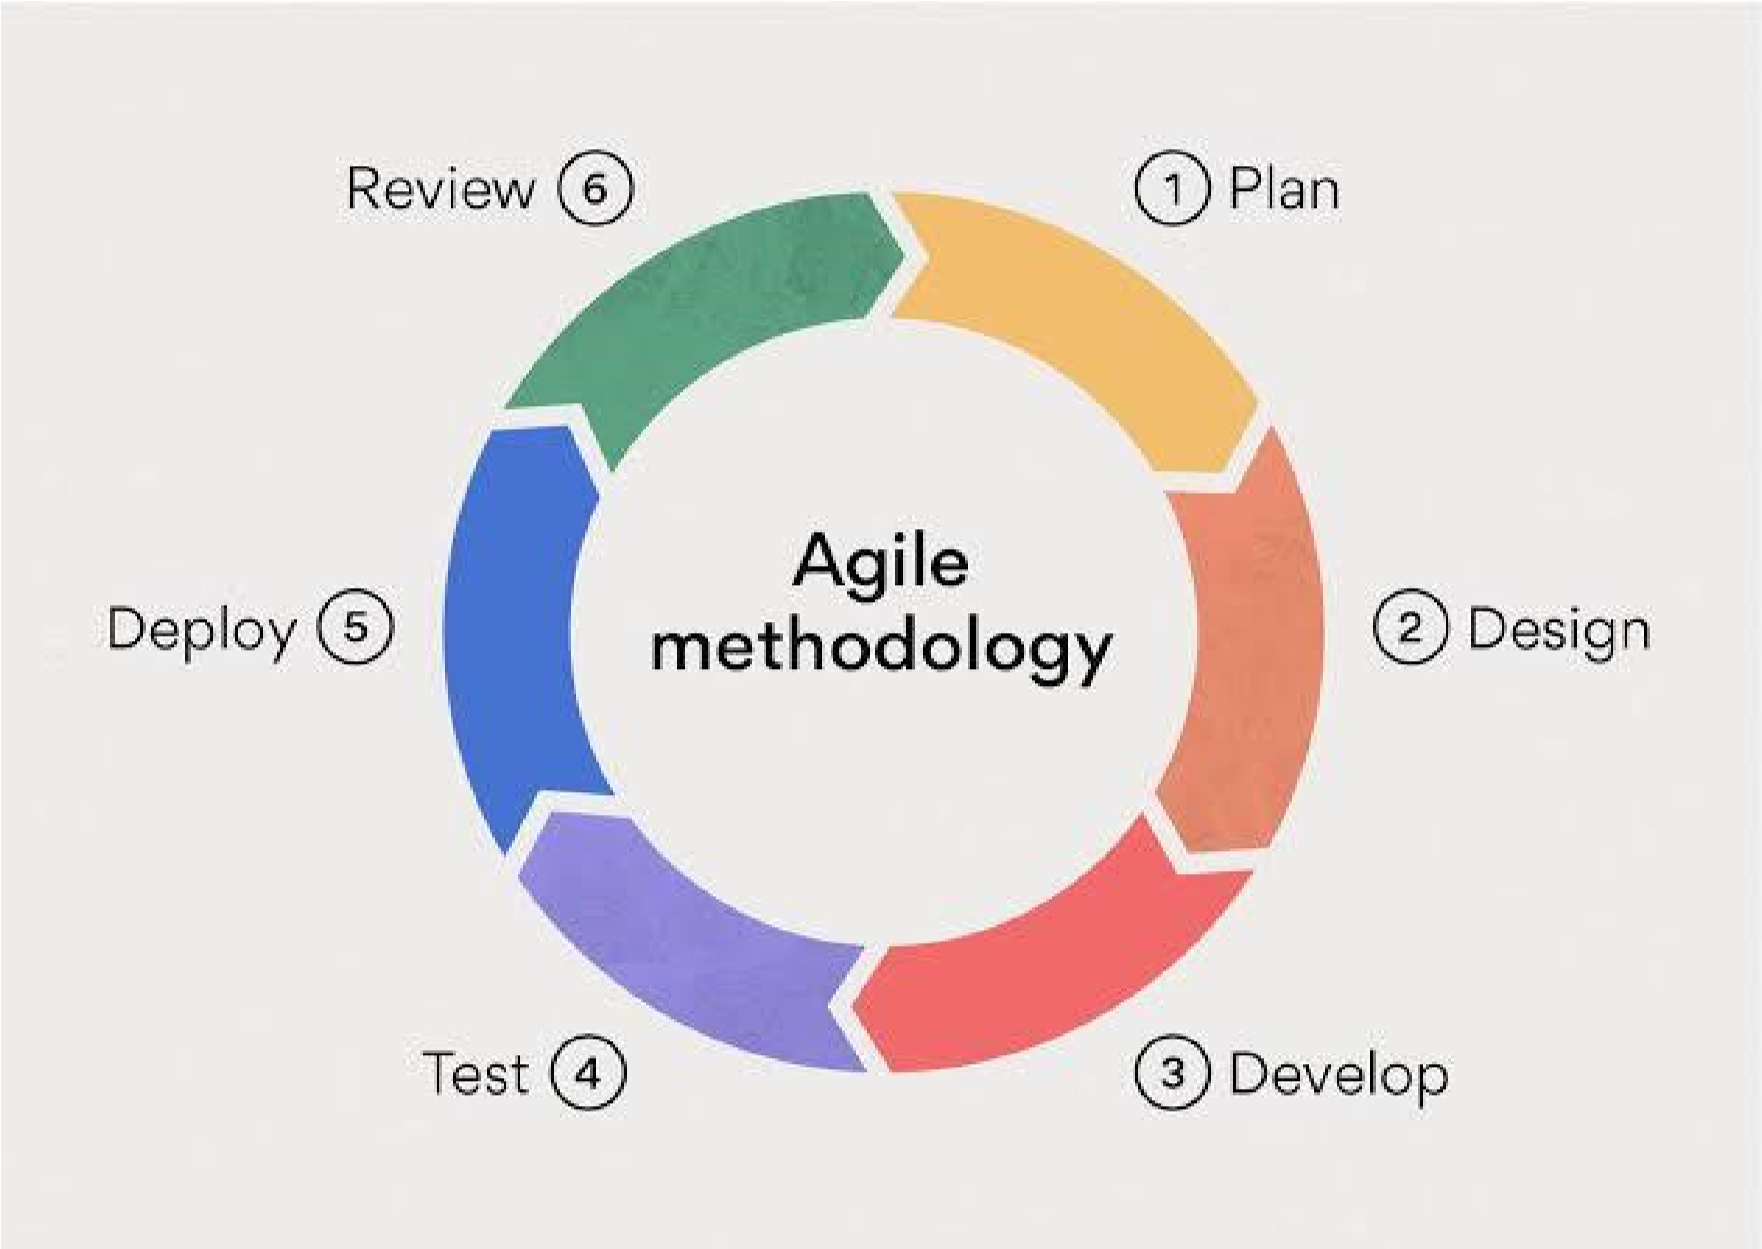 Agile
methodology
1 Plan
2 Design
3 Develop
4 Test
5 Deploy
6 Review